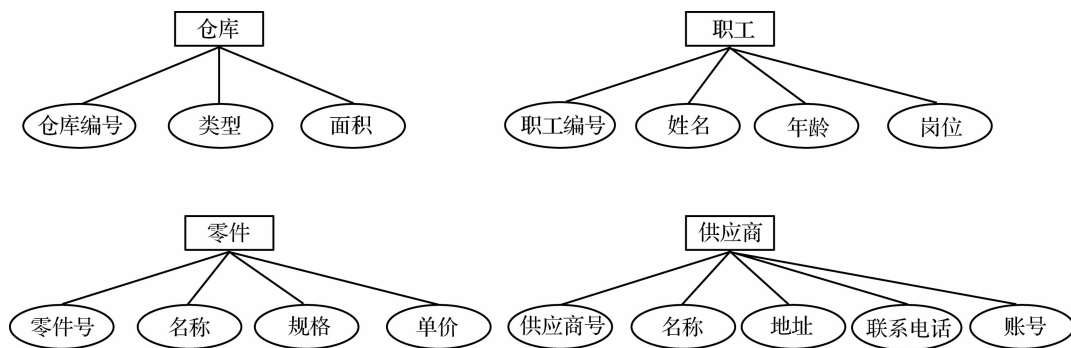 仓库
职工
仓库编号 类型 面积
职工编号 姓名 年龄 岗位
零件
供应商
零件号 名称 规格 单价
供应商号 名称 地址 联系电话 账号